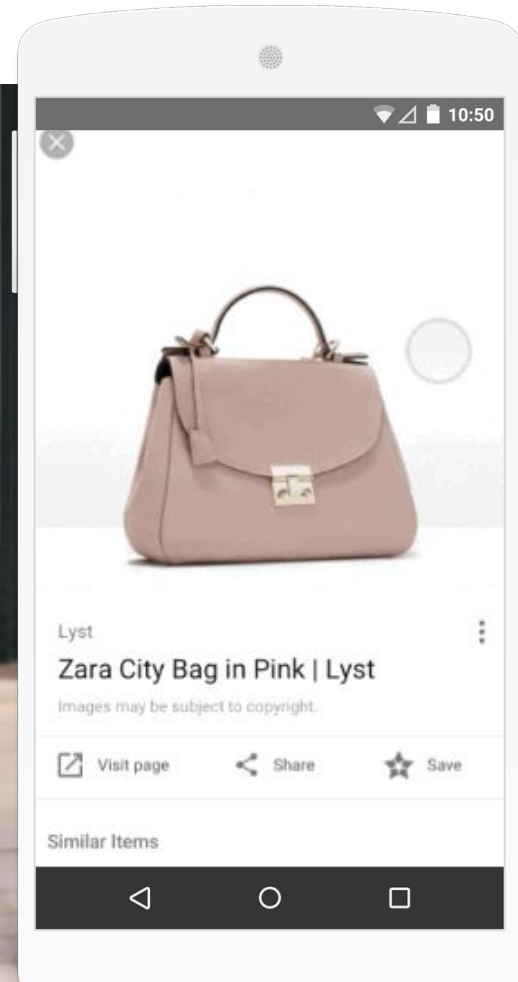 10:50
Lyst
Zara City Bag in Pink | Lyst
Images may be subject to copyright.
Visit page
Share
Save
Similar Items